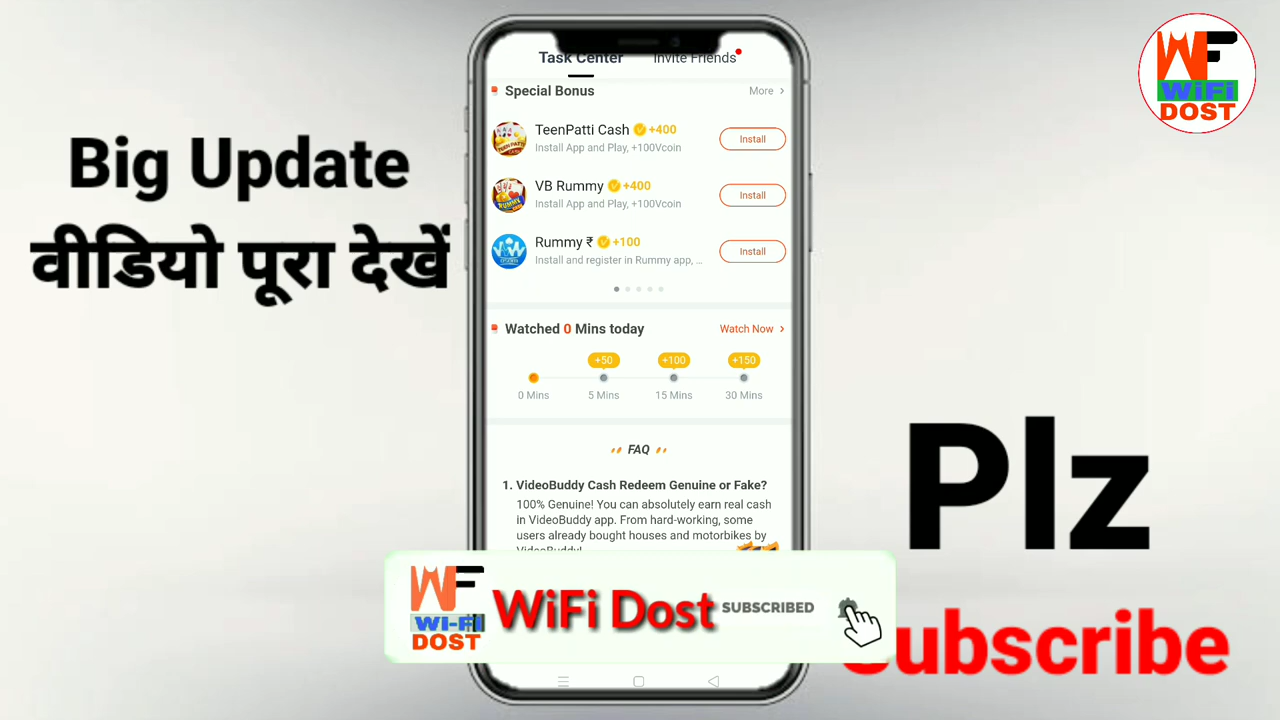 Big Update
वीडियो पूरा देखें
Task Center
Invite Friends
Special Bonus
More >
TeenPatti Cash +400
Install App and Play, +100Vcoin
Install
VB Rummy +400
Install App and Play, +100Vcoin
Install
Rummy ₹ +100
Install and register in Rummy app, ...
Install
Watched 0 Mins today
Watch Now >
+50
+100
+150
0 Mins
5 Mins
15 Mins
30 Mins
FAQ
1. VideoBuddy Cash Redeem Genuine or Fake?
100% Genuine! You can absolutely earn real cash
in VideoBuddy app. From hard-working, some
users already bought houses and motorbikes by
VideoBuddy!
WF
WI-FI
DOST
WiFi Dost
SUBSCRIBED
WF
WiFi
DOST
Plz
Subscribe